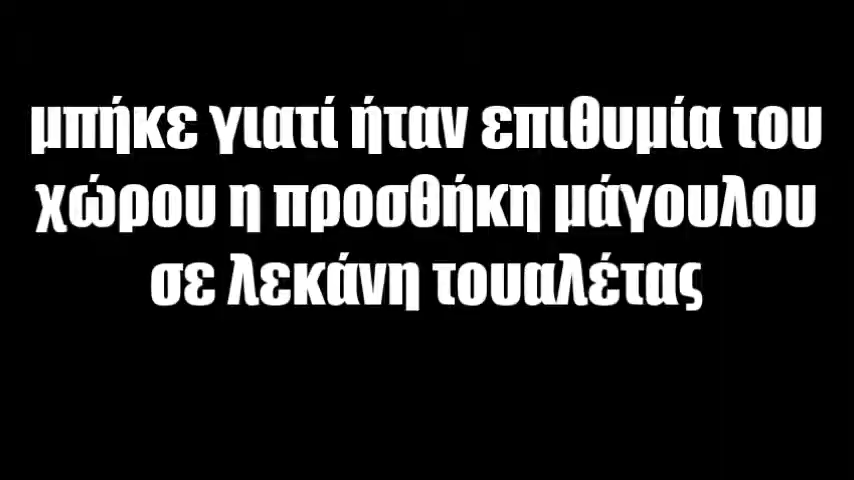 μπήκε γιατί ήταν επιθυμία του
χώρου η προσθήκη μάγουλου
σε λεκάνη τουαλέτας